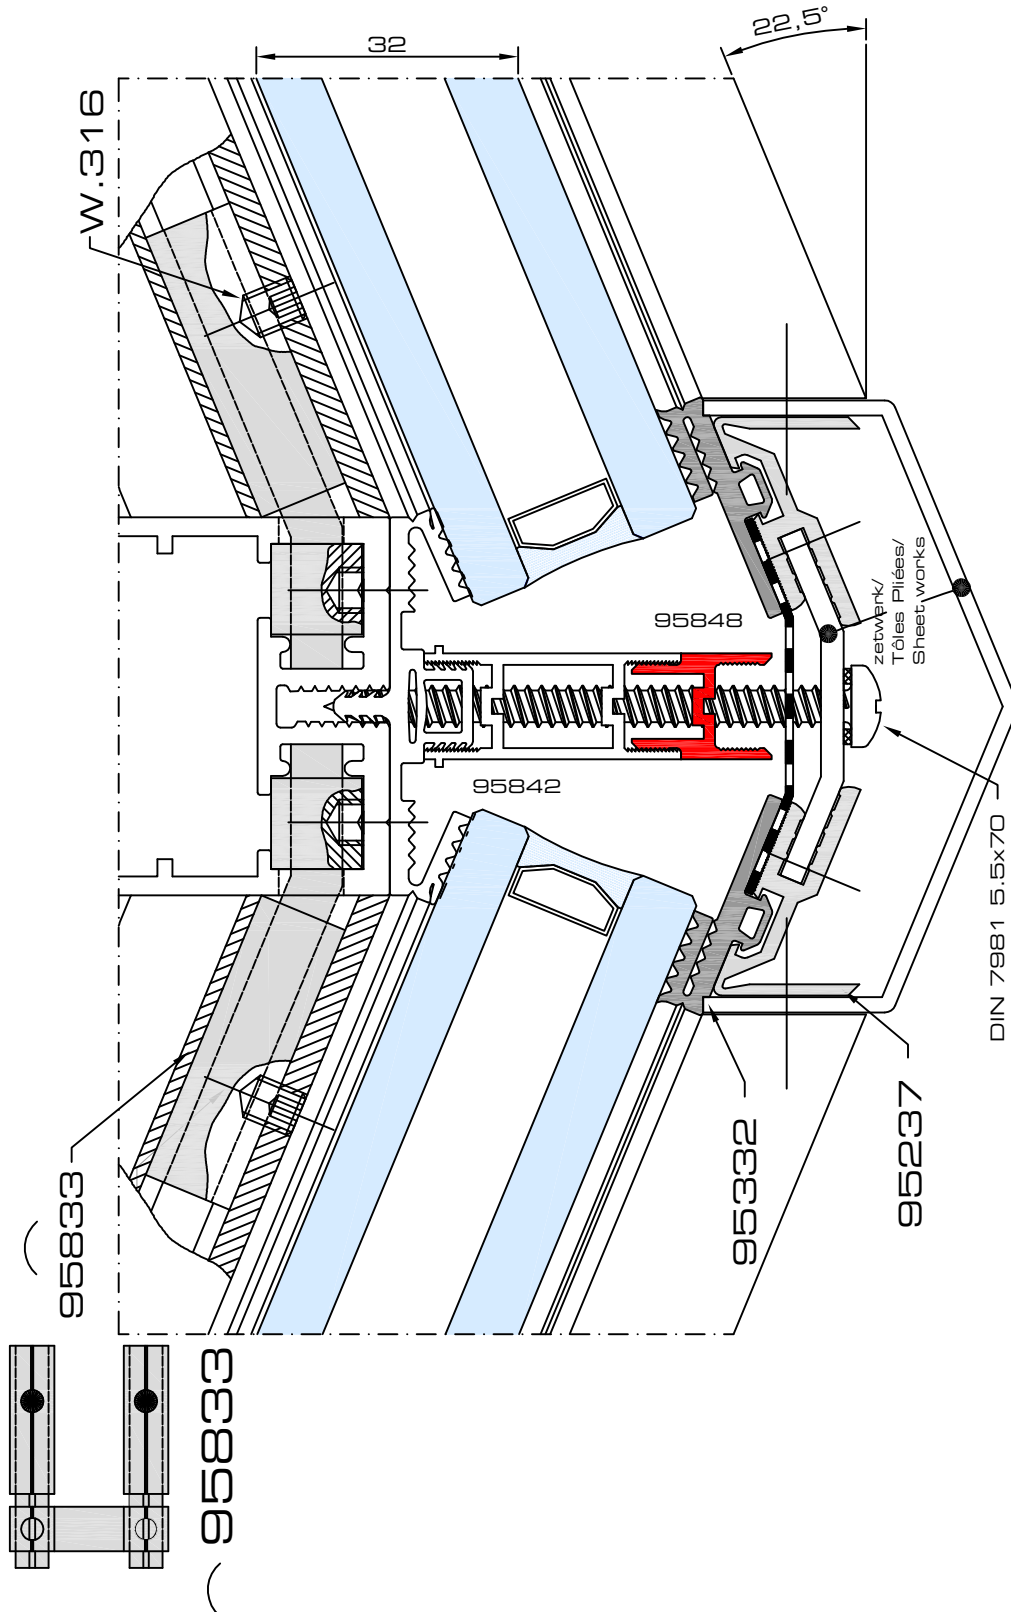 32
22,5°
W.316
95848
zetwerk/
Tôles Pliées/
Sheet works
95842
DIN 7981 5.5x70
95833
95332
95237
95833